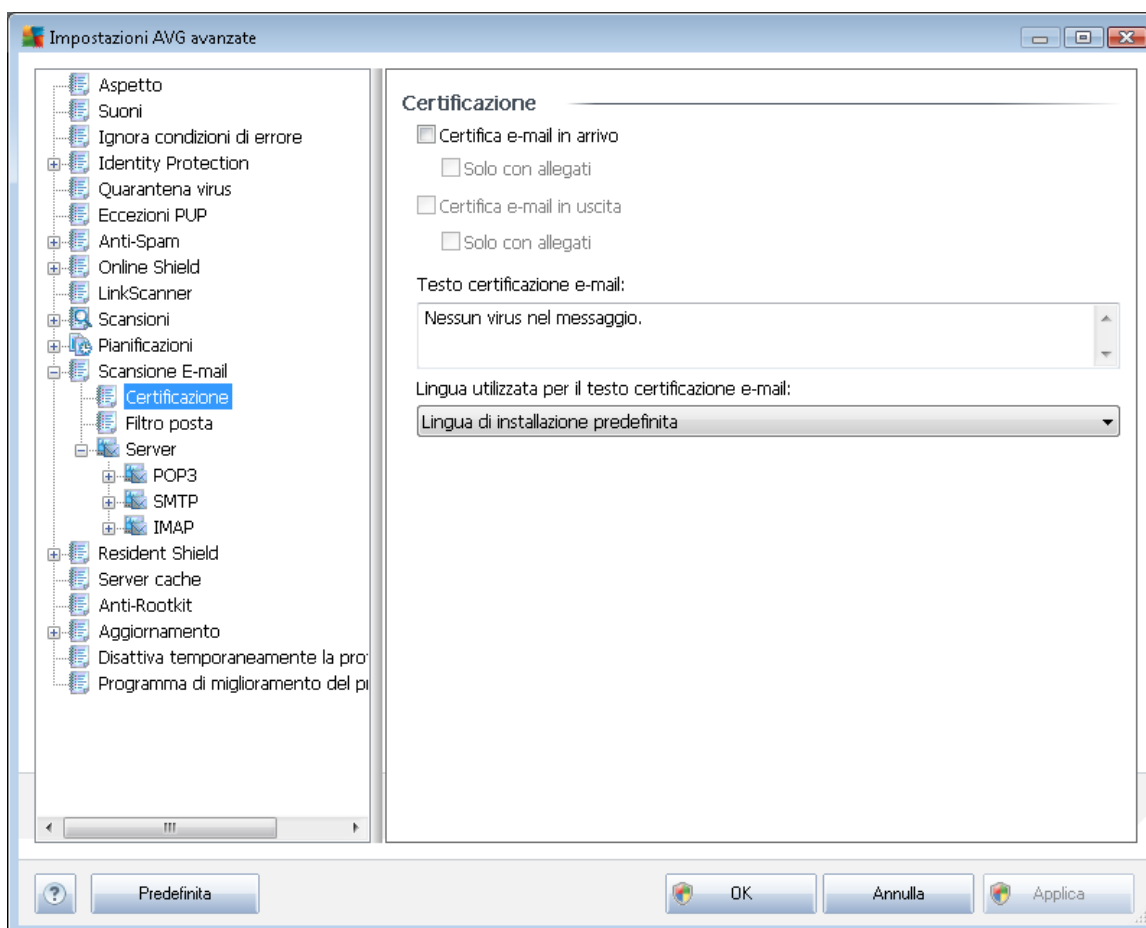 Impostazioni AVG avanzate
Aspetto
Suoni
Ignora condizioni di errore
Identity Protection
Quarantena virus
Eccezioni PUP
Anti-Spam
Online Shield
LinkScanner
Scansioni
Pianificazioni
Scansione E-mail
Certificazione
Filtro posta
Server
POP3
SMTP
IMAP
Resident Shield
Server cache
Anti-Rootkit
Aggiornamento
Disattiva temporaneamente la pro
Programma di miglioramento del p
Certificazione
Certifica e-mail in arrivo
Solo con allegati
Certifica e-mail in uscita
Solo con allegati
Testo certificazione e-mail:
Nessun virus nel messaggio.
Lingua utilizzata per il testo certificazione e-mail:
Lingua di installazione predefinita
? Predefinita OK Annulla Applica